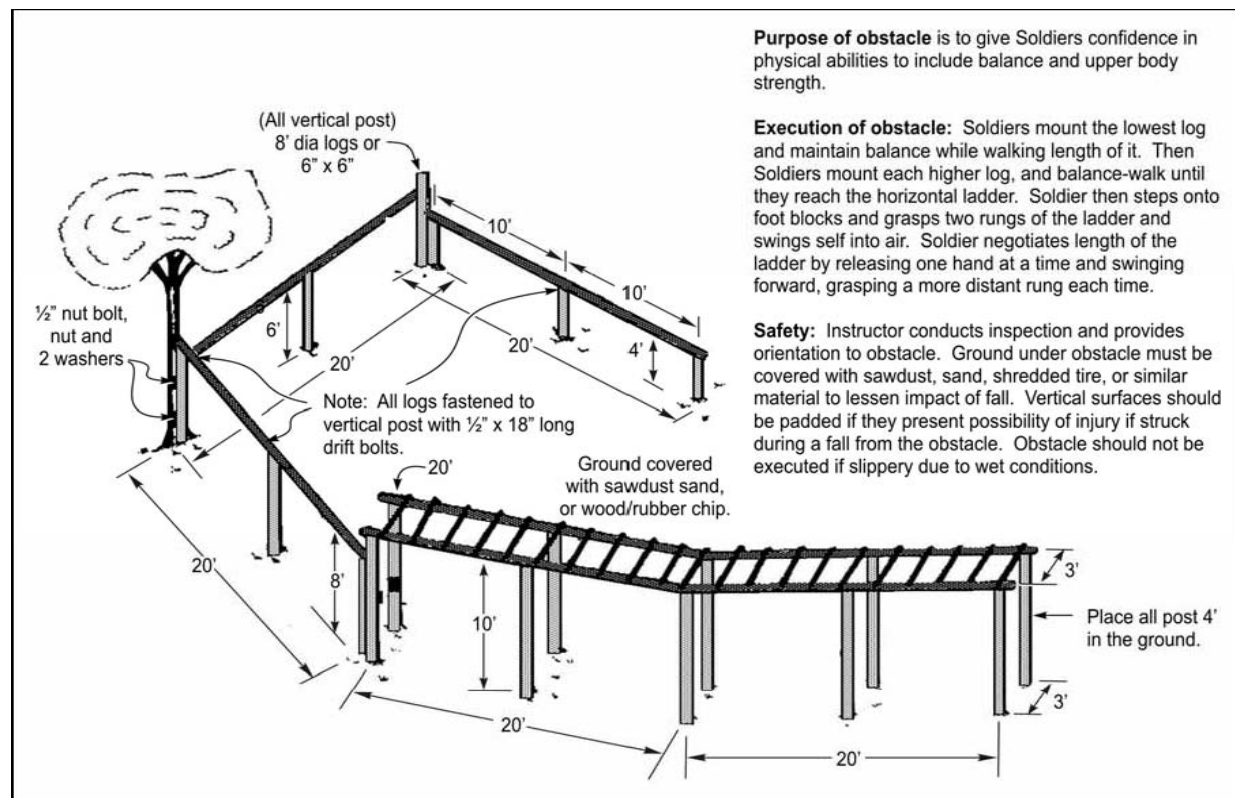 Purpose of obstacle is to give Soldiers confidence in
physical abilities to include balance and upper body
strength.
Execution of obstacle: Soldiers mount the lowest log
and maintain balance while walking length of it. Then
Soldiers mount each higher log, and balance-walk until
they reach the horizontal ladder. Soldier then steps onto
foot blocks and grasps two rungs of the ladder and
swings self into air. Soldier negotiates length of the
ladder by releasing one hand at a time and swinging
forward, grasping a more distant rung each time.
Safety: Instructor conducts inspection and provides
orientation to obstacle. Ground under obstacle must be
covered with sawdust, sand, shredded tire, or similar
material to lessen impact of fall. Vertical surfaces should
be padded if they present possibility of injury if struck
during a fall from the obstacle. Obstacle should not be
executed if slippery due to wet conditions.
(All vertical post)
8' dia logs or
6" x 6"
10'
10'
½" nut bolt,
nut and
2 washers
6'
20'
20'
4'
Note: All logs fastened to
vertical post with ½" x 18" long
drift bolts.
20'
Ground covered
with sawdust sand,
or wood/rubber chip.
20'
8'
10'
3'
Place all post 4'
in the ground.
3'
20'
20'